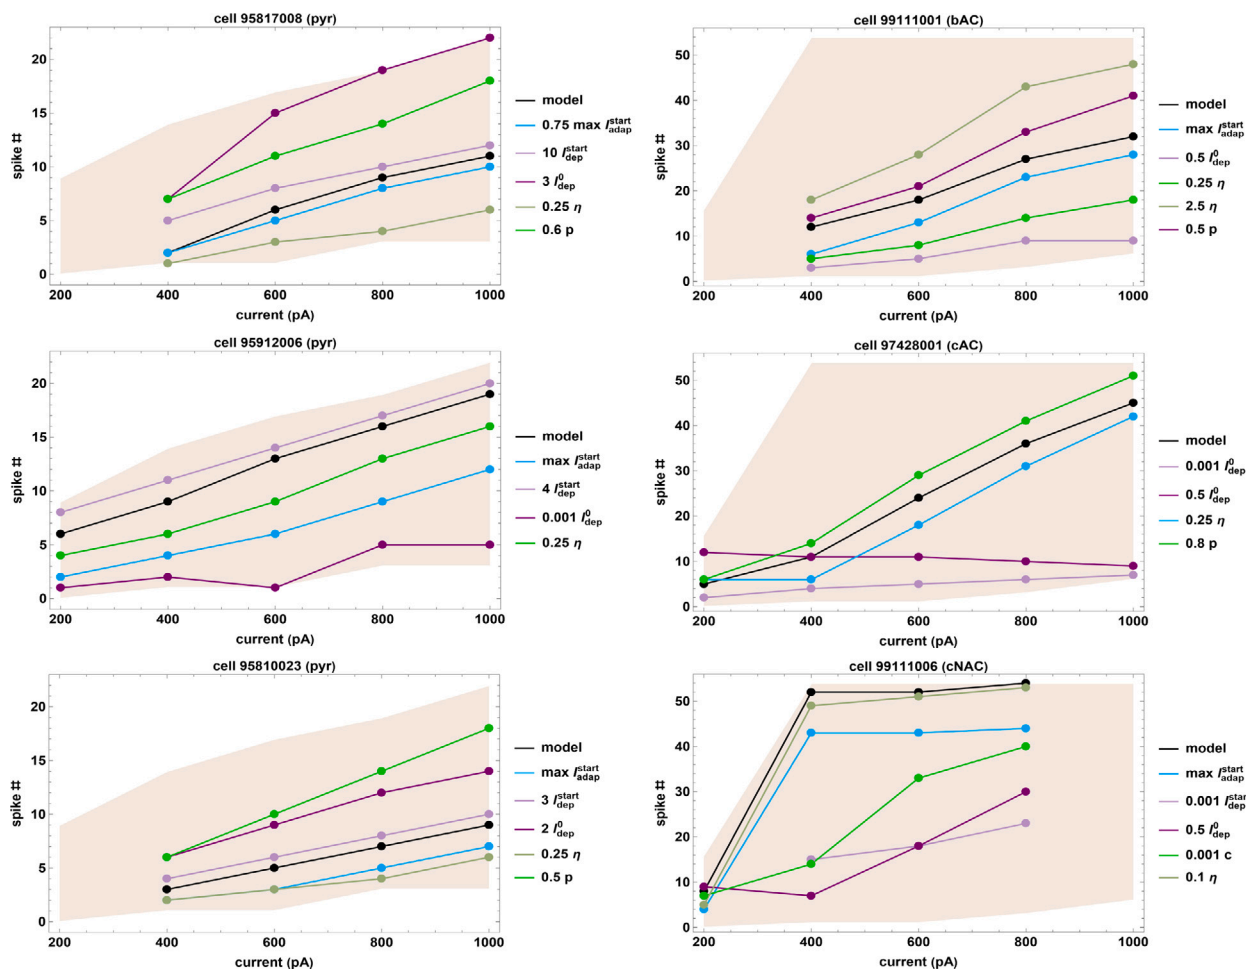 cell 95817008 (pyr)
spike #
20
15
10
5
0
200 400 600 800 1000
current (pA)
model
0.75 max I_adap^start
10 I_dep^start
3 I_dep^0
0.25 η
0.6 p
cell 99111001 (bAC)
spike #
50
40
30
20
10
0
200 400 600 800 1000
current (pA)
model
max I_adap^start
0.5 I_dep^0
0.25 η
2.5 η
0.5 p
cell 95912006 (pyr)
spike #
20
15
10
5
0
200 400 600 800 1000
current (pA)
model
max I_adap^start
4 I_dep^start
0.001 I_dep^0
0.25 η
cell 97428001 (cAC)
spike #
50
40
30
20
10
0
200 400 600 800 1000
current (pA)
model
0.001 I_dep^0
0.5 I_dep^0
0.25 η
0.8 p
cell 95810023 (pyr)
spike #
20
15
10
5
0
200 400 600 800 1000
current (pA)
model
max I_adap^start
3 I_dep^start
2 I_dep^0
0.25 η
0.5 p
cell 99111006 (cNAC)
spike #
50
40
30
20
10
0
200 400 600 800 1000
current (pA)
model
max I_adap^start
0.001 I_dep^start
0.5 I_dep^0
0.001 c
0.1 η